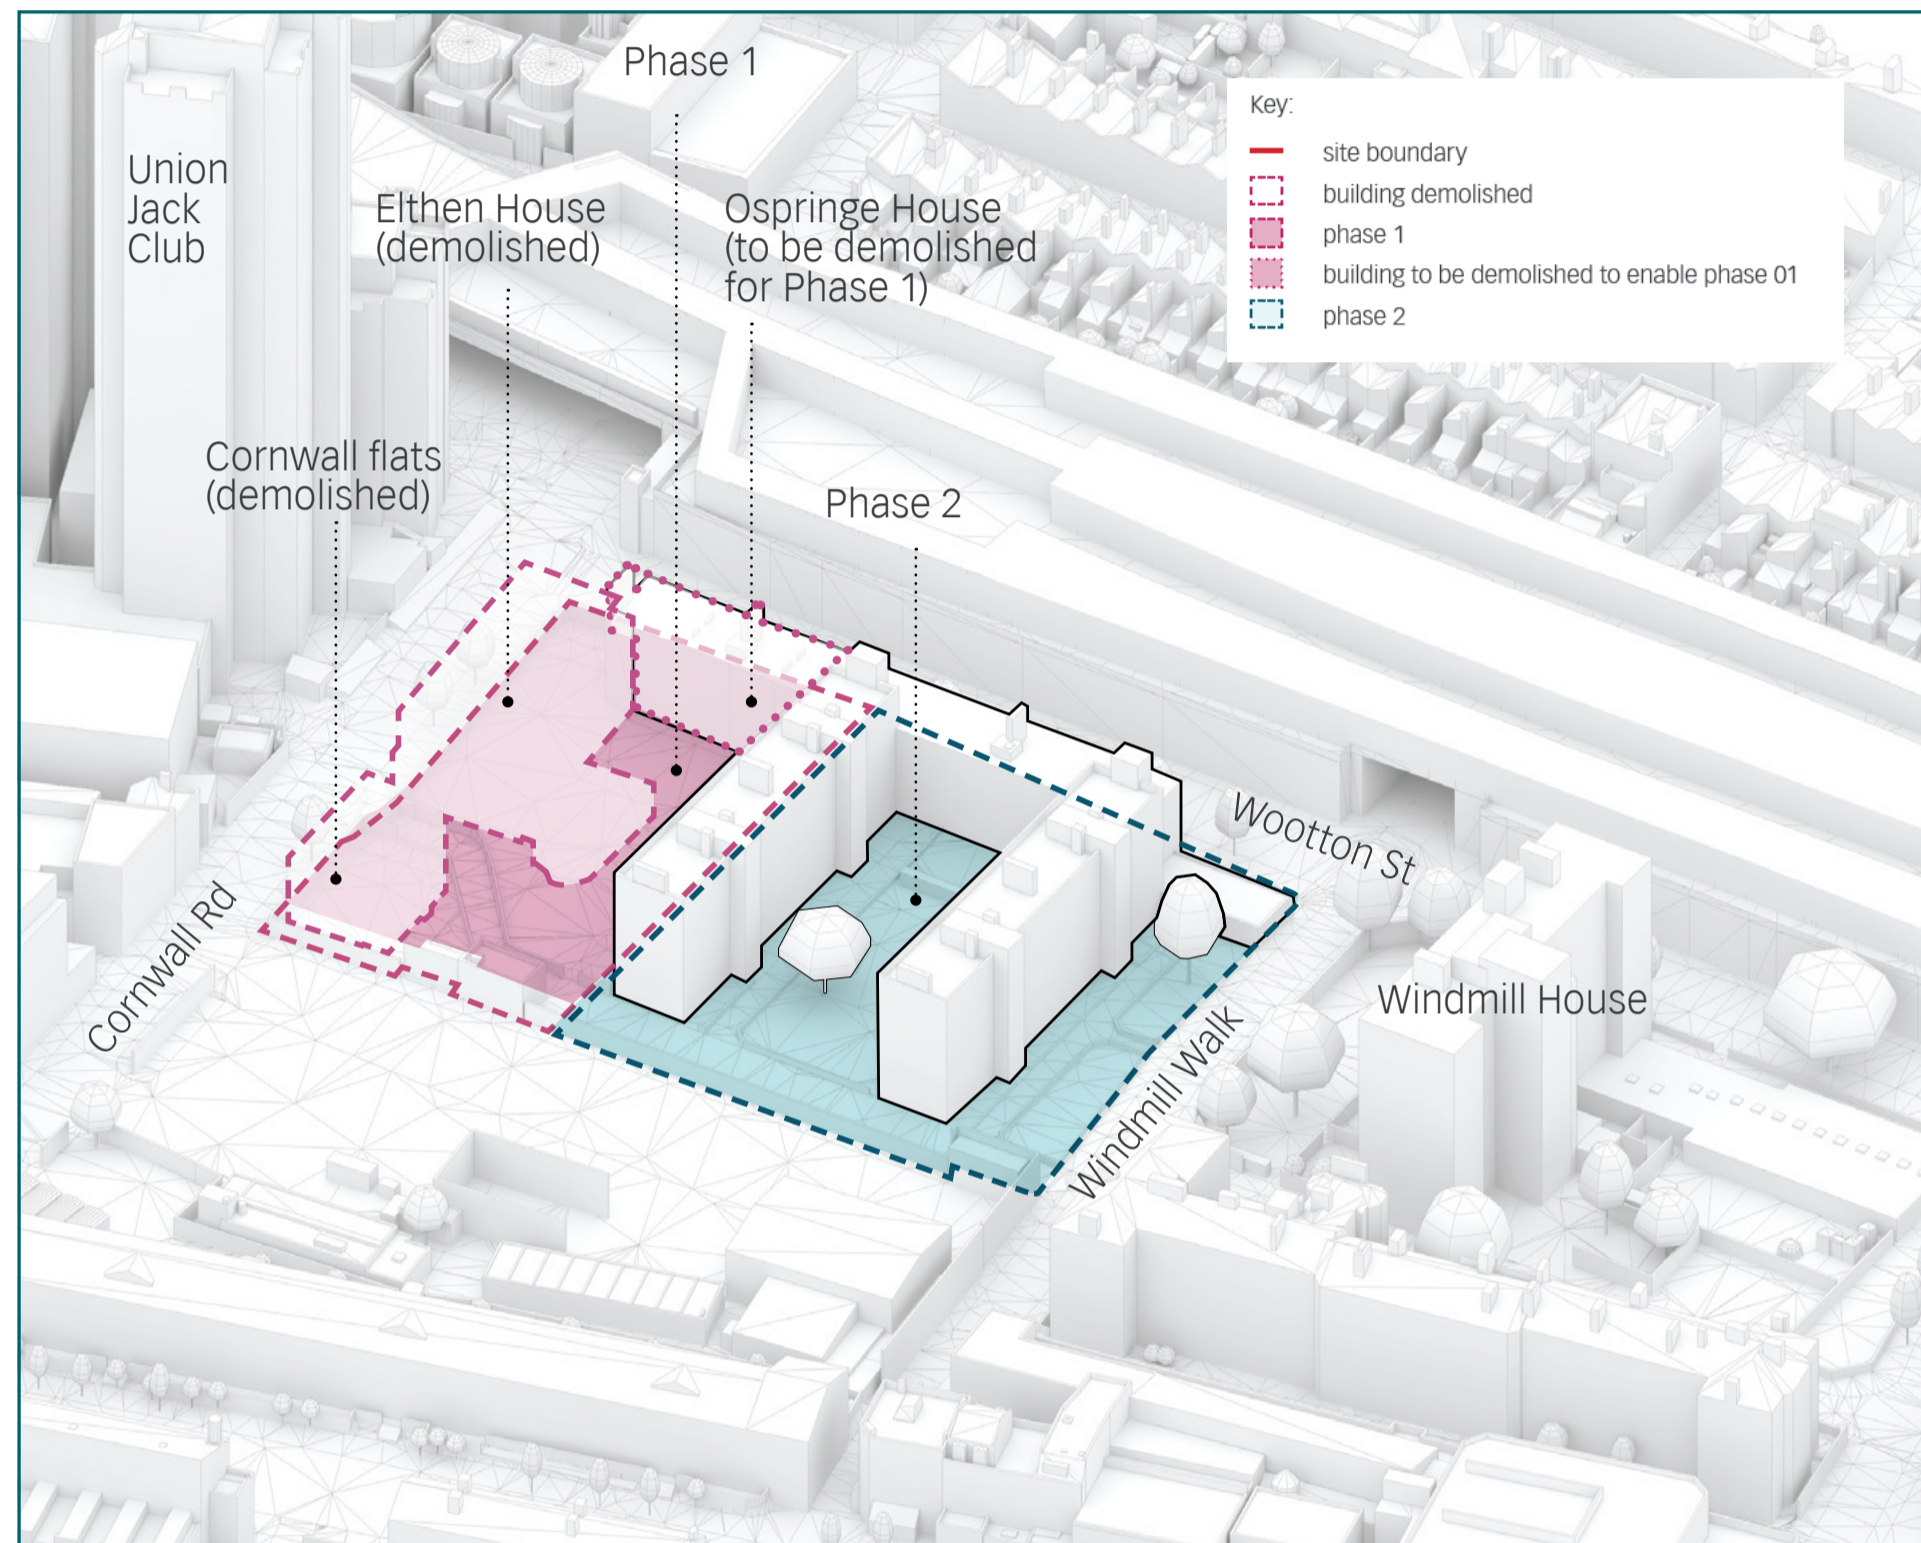 Phase 1
Key:
site boundary
building demolished
phase 1
building to be demolished to enable phase 01
phase 2
Union
Jack
Club
Elthen House
(demolished)
Ospringe House
(to be demolished
for Phase 1)
Cornwall flats
(demolished)
Phase 2
Wootton St
Cornwall Rd
Windmill House
Windmill Walk